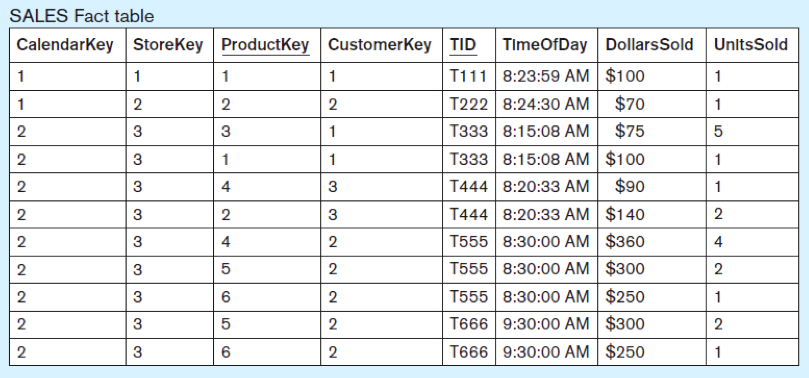 SALES Fact table
CalendarKey StoreKey ProductKey CustomerKey TID TimeOfDay DollarsSold UnitsSold
1 1 1 1 T111 8:23:59 AM $100 1
1 2 2 2 T222 8:24:30 AM $70 1
2 3 3 1 T333 8:15:08 AM $75 5
2 3 1 1 T333 8:15:08 AM $100 1
2 3 4 3 T444 8:20:33 AM $90 1
2 3 2 3 T444 8:20:33 AM $140 2
2 3 4 2 T555 8:30:00 AM $360 4
2 3 5 2 T555 8:30:00 AM $300 2
2 3 6 2 T555 8:30:00 AM $250 1
2 3 5 2 T666 9:30:00 AM $300 2
2 3 6 2 T666 9:30:00 AM $250 1